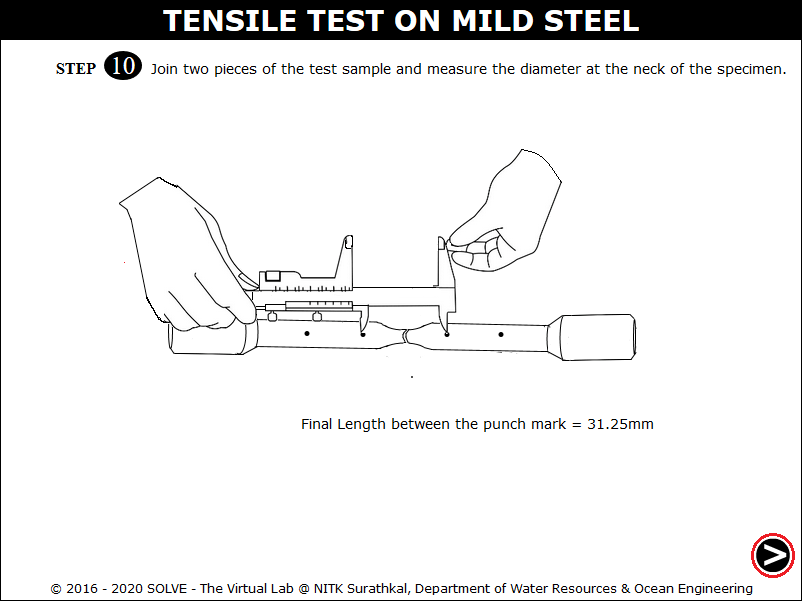 TENSILE TEST ON MILD STEEL
STEP 10 Join two pieces of the test sample and measure the diameter at the neck of the specimen.
Final Length between the punch mark = 31.25mm
>
© 2016 - 2020 SOLVE - The Virtual Lab @ NITK Surathkal, Department of Water Resources & Ocean Engineering